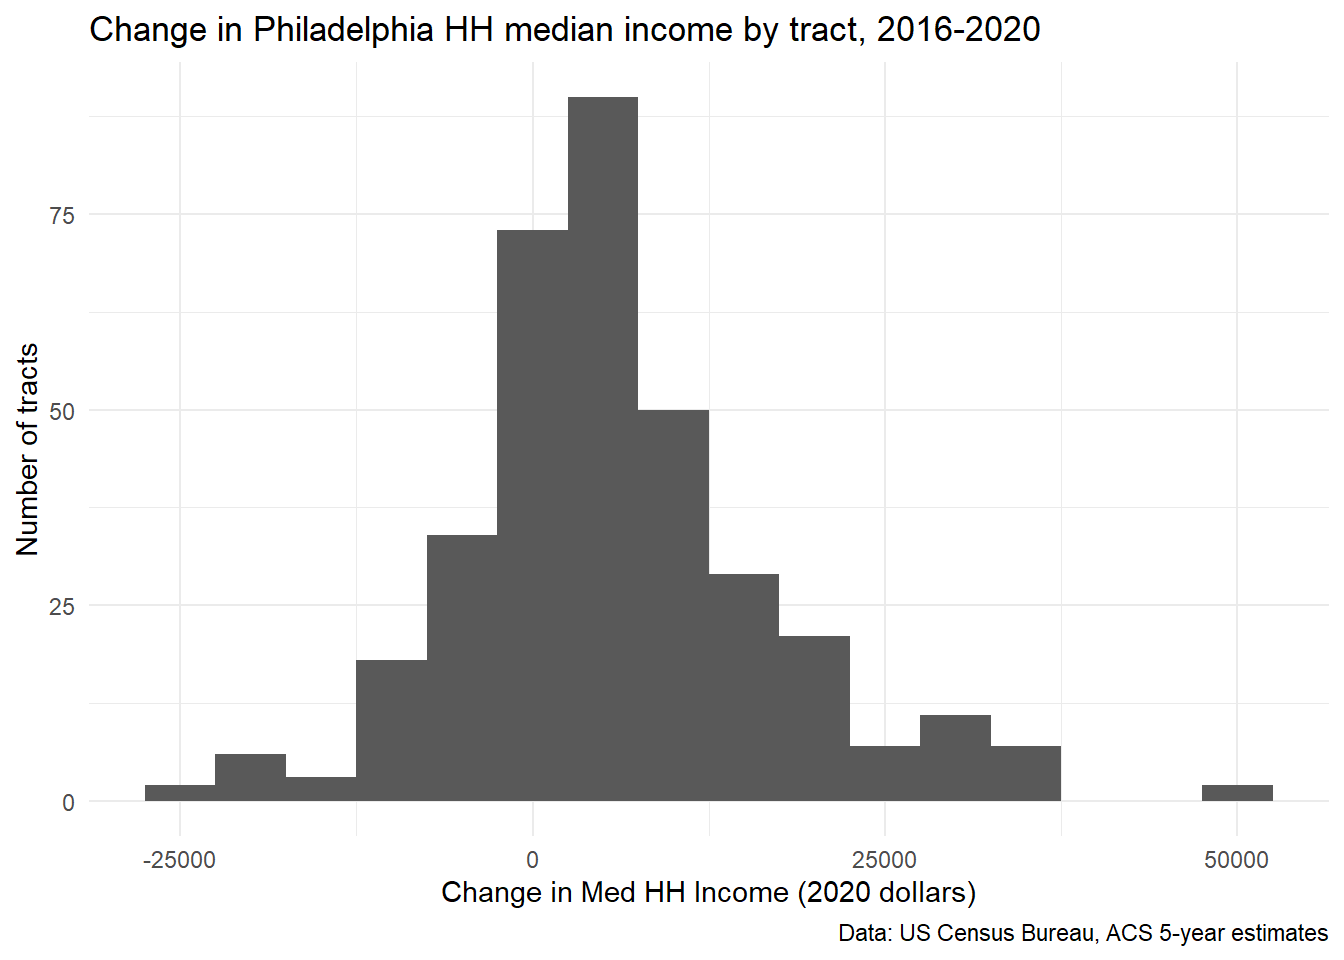 Change in Philadelphia HH median income by tract, 2016-2020
Number of tracts
75
50
25
0
-25000 0 25000 50000
Change in Med HH Income (2020 dollars)
Data: US Census Bureau, ACS 5-year estimates